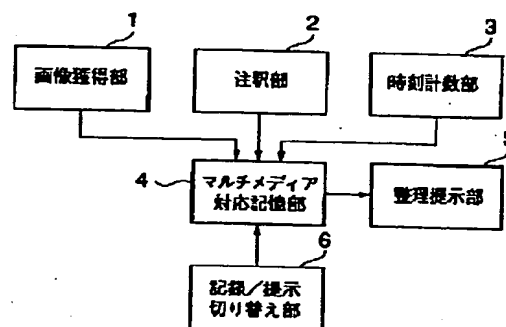 1
2
3
画像獲得部
注釈部
時刻計数部
4
マルチメディア
対応記憶部
5
整理提示部
6
記録／提示
切り替え部